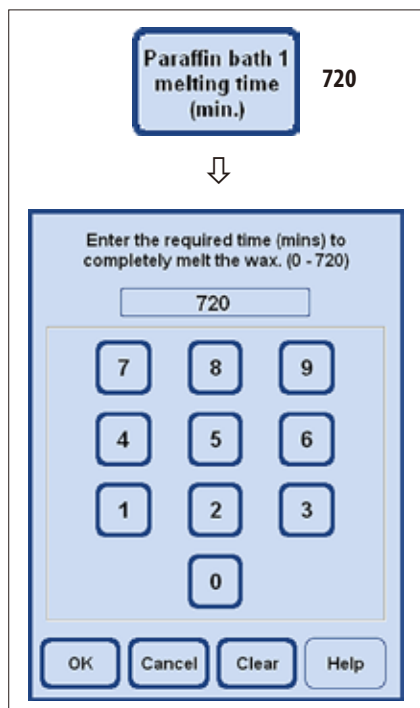 Paraffin bath 1
melting time
(min.)
720
⇩
Enter the required time (mins) to
completely melt the wax. (0 - 720)
720
7 8 9
4 5 6
1 2 3
0
OK Cancel Clear Help